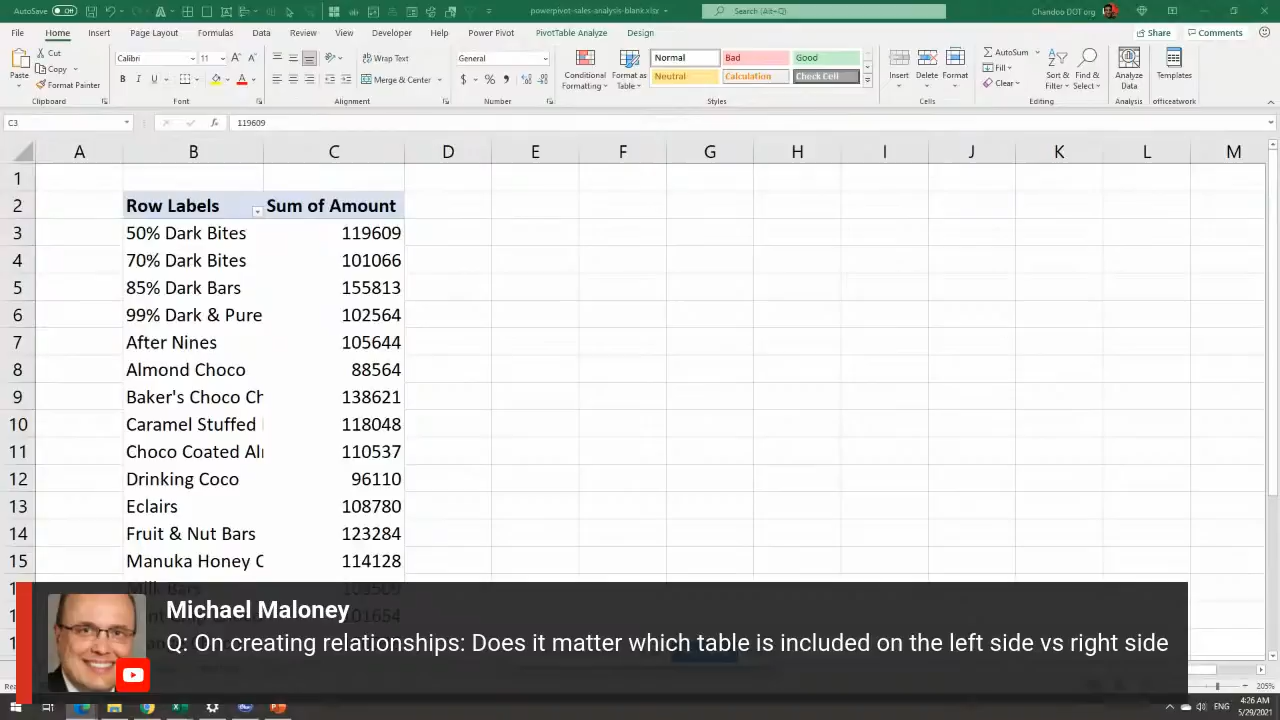 AutoSave Off powerpivot-sales-analysis-blank.xlsx Search (Alt+Q) Chandoo DOT org
File Home Insert Page Layout Formulas Data Review View Developer Help Power Pivot PivotTable Analyze Design Share Comments
Paste Cut Copy Format Painter Clipboard
Calibri 11 B I U Font
Wrap Text Merge & Center Alignment
General $ % Number
Conditional Formatting Format as Table Normal Bad Good Neutral Calculation Check Cell Styles
Insert Delete Format Cells
AutoSum Fill Clear Sort & Filter Find & Select Editing
Analyze Data Analysis
Templates officeatwork
C3 fx 119609
A B C D E F G H I J K L M
1
2 Row Labels Sum of Amount
3 50% Dark Bites 119609
4 70% Dark Bites 101066
5 85% Dark Bars 155813
6 99% Dark & Pure 102564
7 After Nines 105644
8 Almond Choco 88564
9 Baker's Choco Ch 138621
10 Caramel Stuffed 118048
11 Choco Coated Al 110537
12 Drinking Coco 96110
13 Eclairs 108780
14 Fruit & Nut Bars 123284
15 Manuka Honey C 114128
Milk Bars
Michael Maloney
Q: On creating relationships: Does it matter which table is included on the left side vs right side
205%
ENG 4:26 AM
5/29/2021